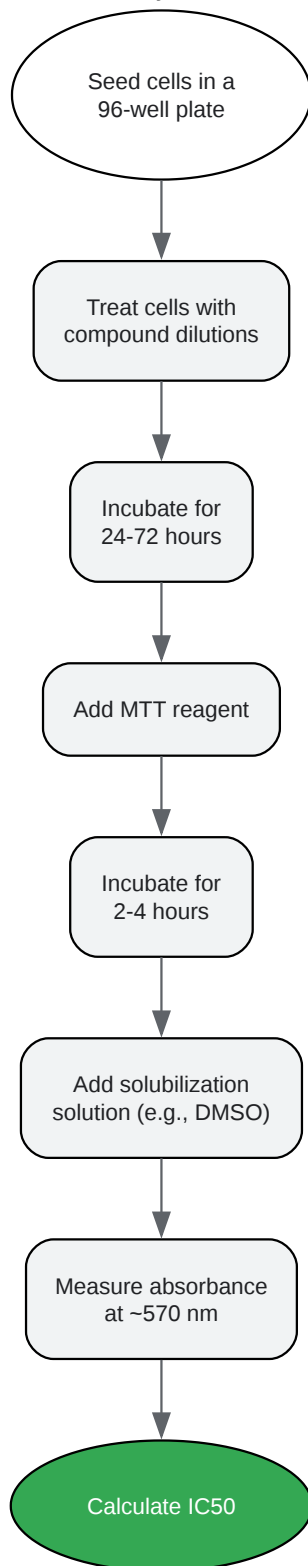 Seed cells in a
96-well plate
Treat cells with
compound dilutions
Incubate for
24-72 hours
Add MTT reagent
Incubate for
2-4 hours
Add solubilization
solution (e.g., DMSO)
Measure absorbance
at ~570 nm
Calculate IC50